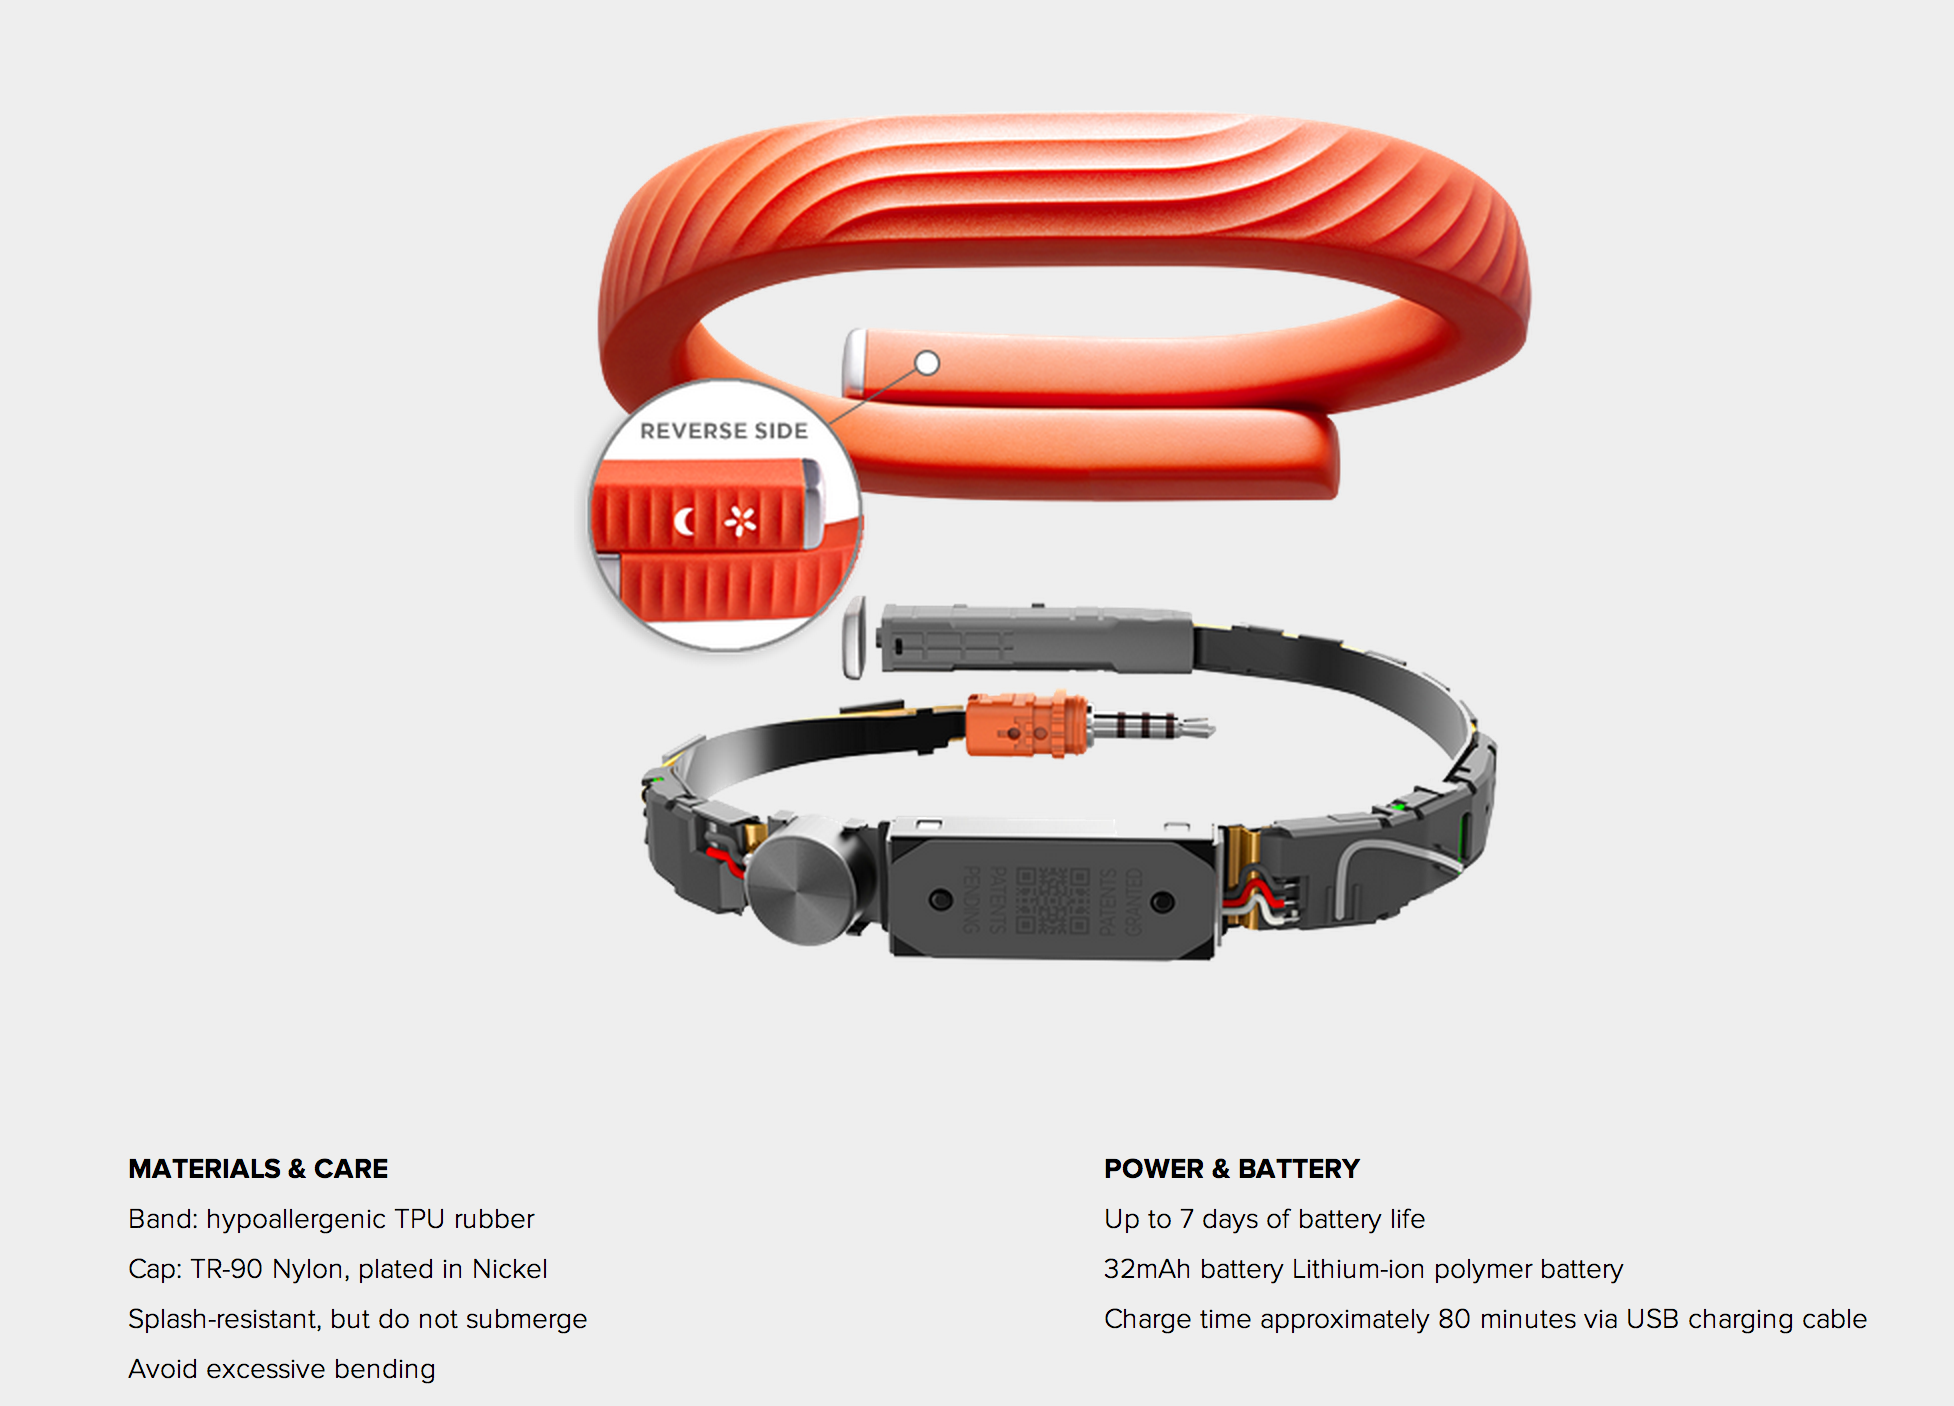 REVERSE SIDE
PENDING
PATENTS
PATENTS
GRANTED
MATERIALS & CARE
Band: hypoallergenic TPU rubber
Cap: TR-90 Nylon, plated in Nickel
Splash-resistant, but do not submerge
Avoid excessive bending
POWER & BATTERY
Up to 7 days of battery life
32mAh battery Lithium-ion polymer battery
Charge time approximately 80 minutes via USB charging cable